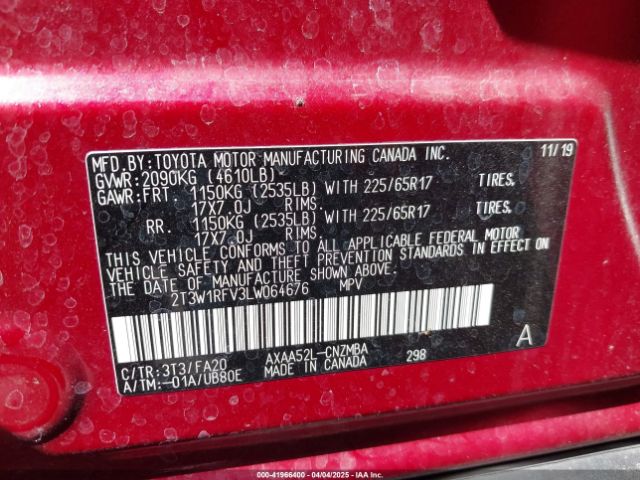 MFD.BY:TOYOTA MOTOR MANUFACTURING CANADA INC. 11/19
GVWR:2090KG (4610LB)
GAWR:FRT 1150KG (2535LB) WITH 225/65R17 TIRES,
17X7.0J RIMS.
RR. 1150KG (2535LB) WITH 225/65R17 TIRES,
17X7.0J RIMS.
THIS VEHICLE CONFORMS TO ALL APPLICABLE FEDERAL MOTOR
VEHICLE SAFETY AND THEFT PREVENTION STANDARDS IN EFFECT ON
THE DATE OF MANUFACTURE SHOWN ABOVE.
2T3W1RFV3LW064676 MPV
A
C/TR:3T3/FA20 AXAA52L-CNZMBA 298
A/TM:-01A/UB80E MADE IN CANADA
000-41966400 04/04/2025 IAA Inc.